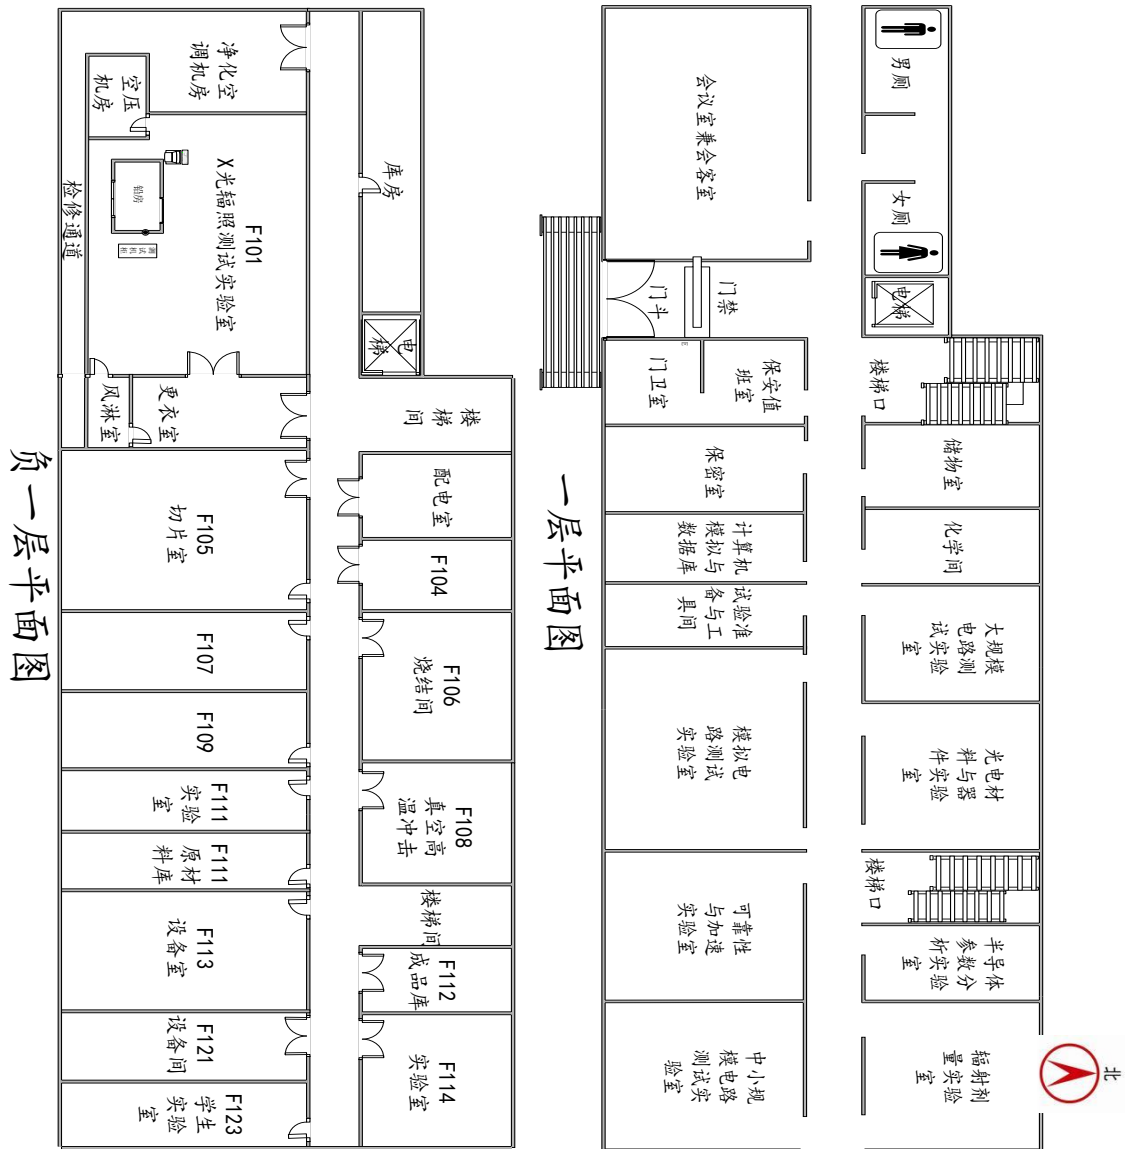 净化空
调机房
空压
机房
F101
X光辐照测试实验室
铅房
检修通道
库房
电
梯
更衣室
风淋室
楼
梯
间
配电室
F105
切片室
F104
F107
F106
烧结间
F109
F111
实验
室
F108
真空高
温冲击
F111
原材
料库
F113
设备室
楼梯间
F112
成品库
F121
设备间
F114
实验室
F123
学生
实验
室
负一层平面图
男厕
女厕
电梯
会议室兼会客室
门禁
门斗
楼梯口
保安值
班室
门卫室
储物室
保密室
化学间
计算机
模拟与
数据库
试验准
备与工
具间
大规模
电路测
试实验
室
模拟电
路测试
实验室
光电材
料与器
件实验
室
楼梯口
可靠性
与加速
实验室
半导体
参数分
析实验
室
中小规
模电路
测试实
验室
辐射剂
量实验
室
一层平面图
北